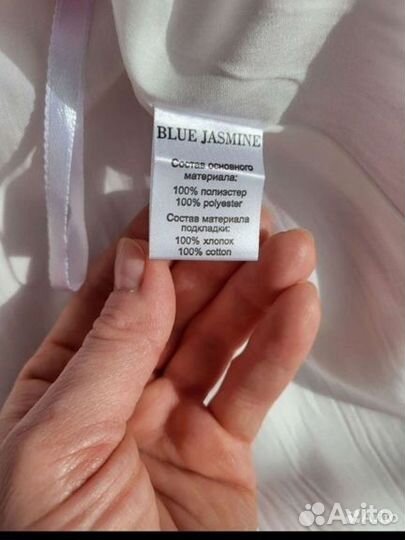 BLUE JASMINE
Состав основного
материала:
100% полиэстер
100% polyester
Состав материала
подкладки:
100% хлопок
100% cotton
Avito